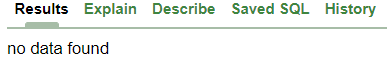 Results Explain Describe Saved SQL History
no data found